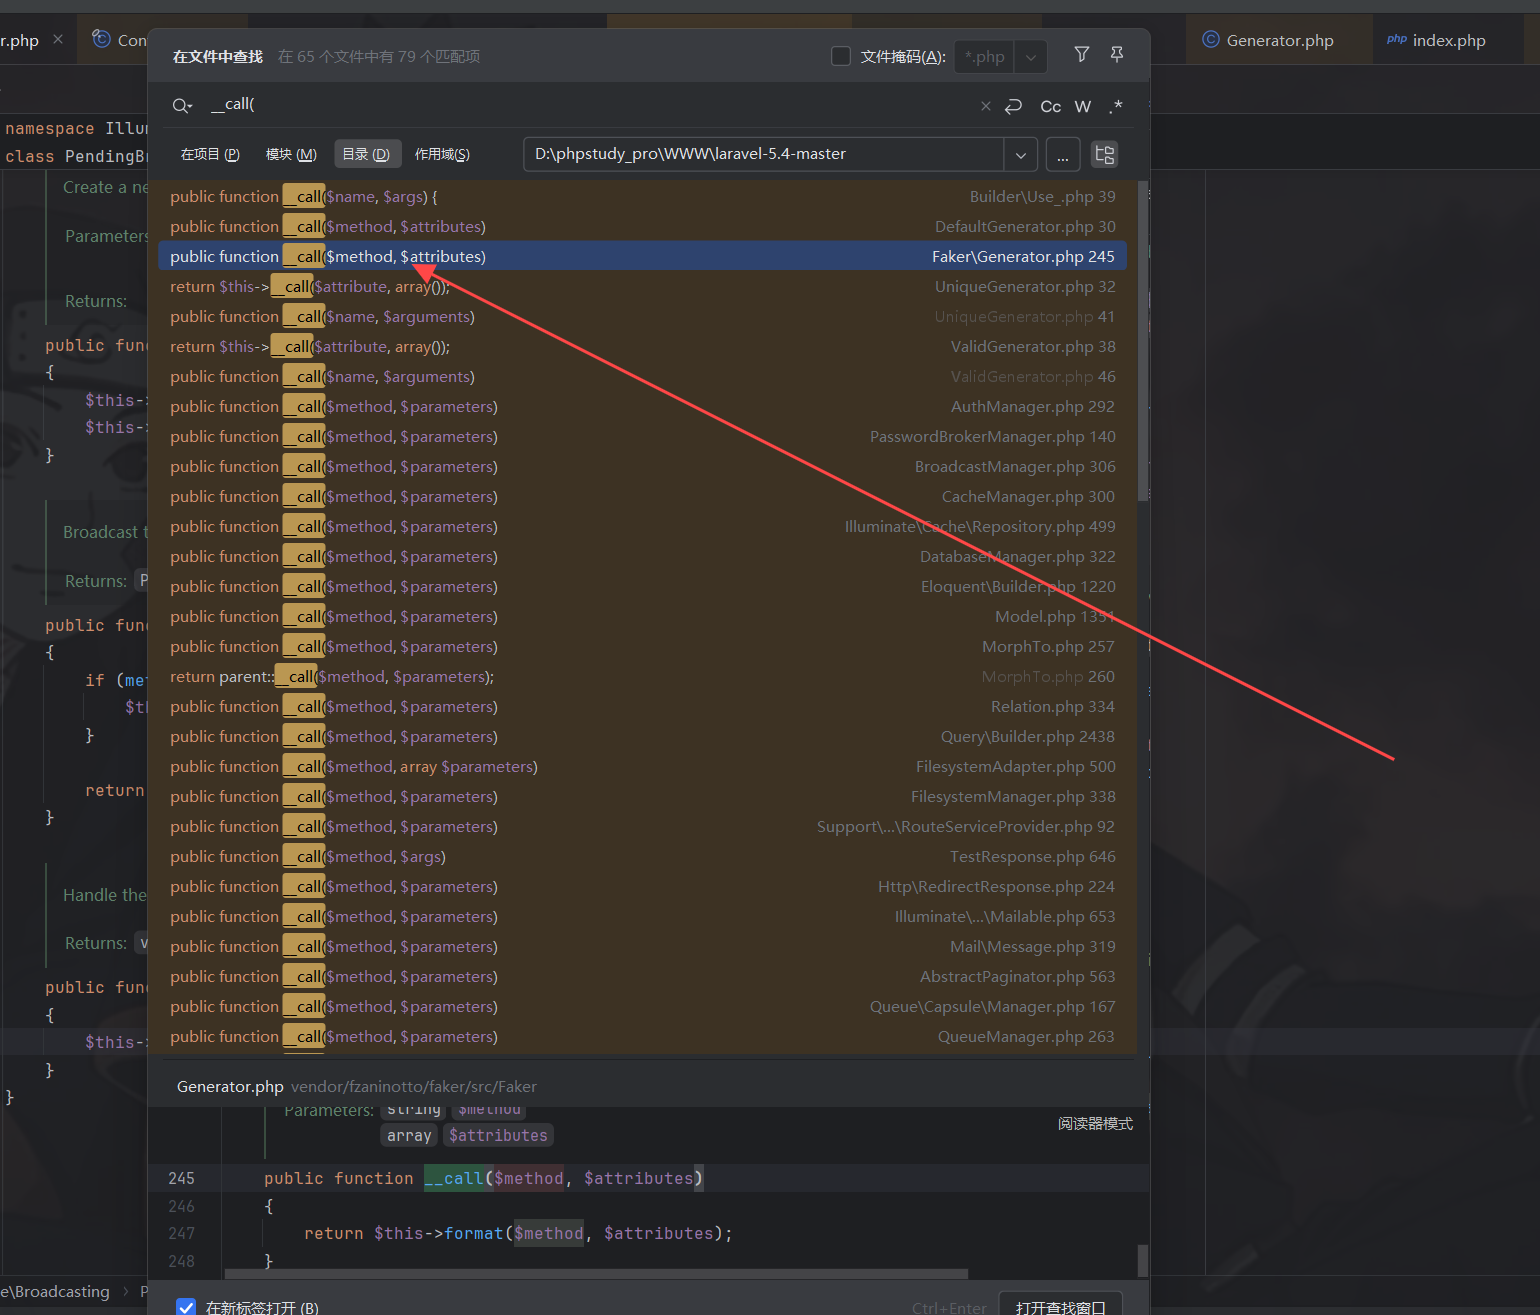 r.php
Con
Generator.php
php index.php
在文件中查找 在 65 个文件中有 79 个匹配项
文件掩码(A): *.php
__call(
Cc W .*
在项目 (P) 模块 (M) 目录 (D) 作用域(S) D:\phpstudy_pro\WWW\laravel-5.4-master ...
public function __call($name, $args) { Builder\Use_.php 39
public function __call($method, $attributes) DefaultGenerator.php 30
public function __call($method, $attributes) Faker\Generator.php 245
return $this->__call($attribute, array()); UniqueGenerator.php 32
public function __call($name, $arguments) UniqueGenerator.php 41
return $this->__call($attribute, array()); ValidGenerator.php 38
public function __call($name, $arguments) ValidGenerator.php 46
public function __call($method, $parameters) AuthManager.php 292
public function __call($method, $parameters) PasswordBrokerManager.php 140
public function __call($method, $parameters) BroadcastManager.php 306
public function __call($method, $parameters) CacheManager.php 300
public function __call($method, $parameters) Illuminate\Cache\Repository.php 499
public function __call($method, $parameters) DatabaseManager.php 322
public function __call($method, $parameters) Eloquent\Builder.php 1220
public function __call($method, $parameters) Model.php 1351
public function __call($method, $parameters) MorphTo.php 257
return parent::__call($method, $parameters); MorphTo.php 260
public function __call($method, $parameters) Relation.php 334
public function __call($method, $parameters) Query\Builder.php 2438
public function __call($method, array $parameters) FilesystemAdapter.php 500
public function __call($method, $parameters) FilesystemManager.php 338
public function __call($method, $parameters) Support\...\RouteServiceProvider.php 92
public function __call($method, $args) TestResponse.php 646
public function __call($method, $parameters) Http\RedirectResponse.php 224
public function __call($method, $parameters) Illuminate\...\Mailable.php 653
public function __call($method, $parameters) Mail\Message.php 319
public function __call($method, $parameters) AbstractPaginator.php 563
public function __call($method, $parameters) Queue\Capsule\Manager.php 167
public function __call($method, $parameters) QueueManager.php 263
Generator.php vendor/fzaninotto/faker/src/Faker
Parameters: string $method
array $attributes
阅读器模式
245 public function __call($method, $attributes)
246 {
247 return $this->format($method, $attributes);
248 }
在新标签打开 (B) Ctrl+Enter 打开查找窗口
namespace Illu
class PendingB
Create a ne
Parameters
Returns:
public fun
{
$this-
$this-
}
Broadcast t
Returns: P
public fun
{
if (me
$t
}
return
}
Handle the
Returns: v
public fun
{
$this-
}
}
e\Broadcasting > P